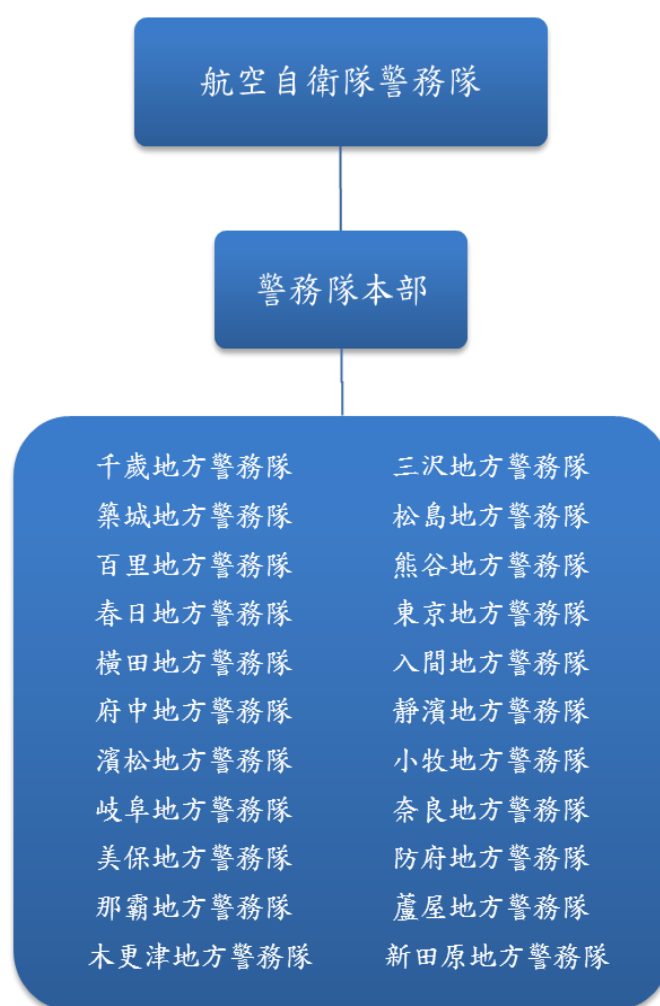 航空自衛隊警務隊
警務隊本部
千歲地方警務隊 三沢地方警務隊
築城地方警務隊 松島地方警務隊
百里地方警務隊 熊谷地方警務隊
春日地方警務隊 東京地方警務隊
橫田地方警務隊 入間地方警務隊
府中地方警務隊 靜濱地方警務隊
濱松地方警務隊 小牧地方警務隊
岐阜地方警務隊 奈良地方警務隊
美保地方警務隊 防府地方警務隊
那霸地方警務隊 蘆屋地方警務隊
木更津地方警務隊 新田原地方警務隊